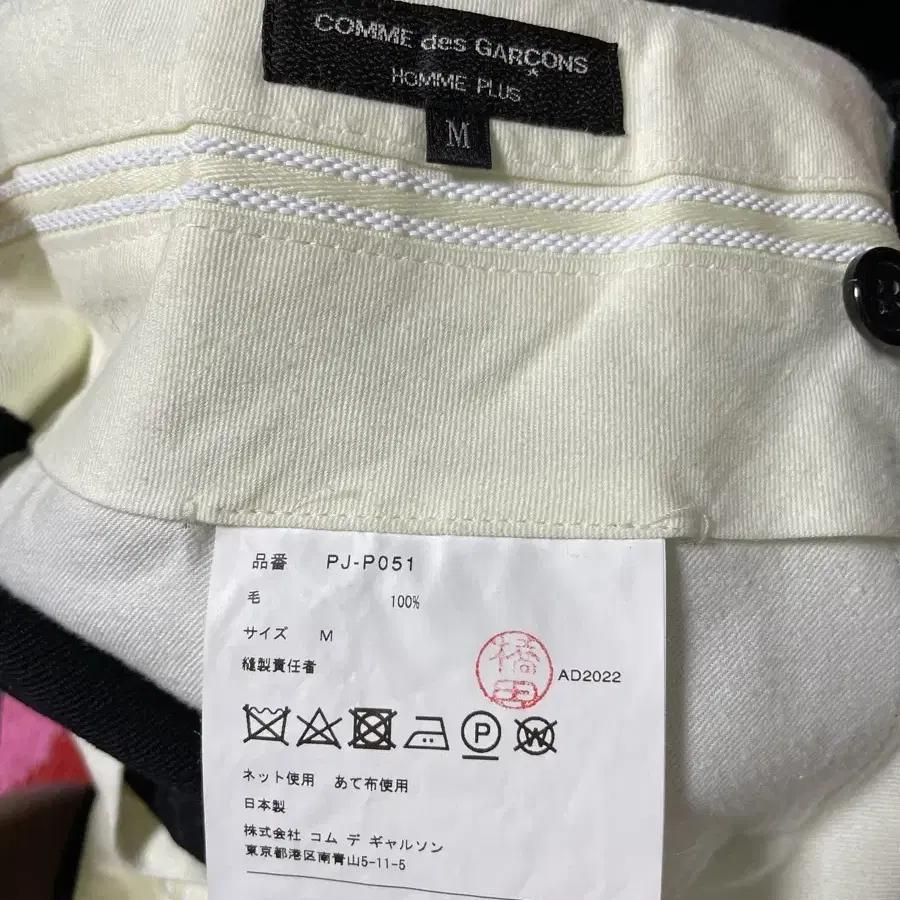 COMME des GARÇONS
HOMME PLUS
M
品番 PJ-P051
毛 100%
サイズ M
縫製責任者
AD2022
P W
ネット使用 あて布使用
日本製
株式会社 コム デ ギャルソン
東京都港区南青山5-11-5